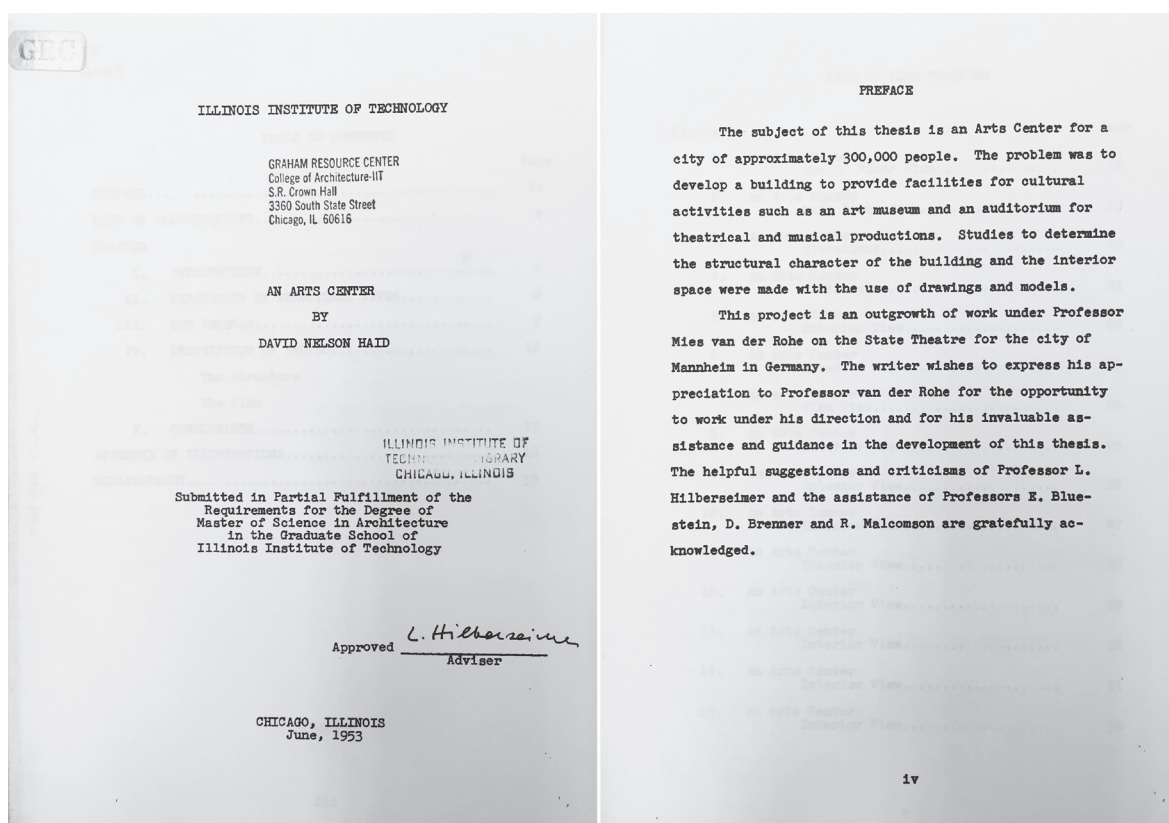 GRC
ILLINOIS INSTITUTE OF TECHNOLOGY
GRAHAM RESOURCE CENTER
College of Architecture-IIT
S.R. Crown Hall
3360 South State Street
Chicago, IL 60616
AN ARTS CENTER
BY
DAVID NELSON HAID
ILLINOIS INSTITUTE OF
CHICAGO, ILLINOIS
Submitted in Partial Fulfillment of the
Requirements for the Degree of
Master of Science in Architecture
in the Graduate School of
Illinois Institute of Technology
Approved L. Hilberseimer
Adviser
CHICAGO, ILLINOIS
June, 1953
PREFACE
The subject of this thesis is an Arts Center for a
city of approximately 300,000 people. The problem was to
develop a building to provide facilities for cultural
activities such as an art museum and an auditorium for
theatrical and musical productions. Studies to determine
the structural character of the building and the interior
space were made with the use of drawings and models.
This project is an outgrowth of work under Professor
Mies van der Rohe on the State Theatre for the city of
Mannheim in Germany. The writer wishes to express his ap-
preciation to Professor van der Rohe for the opportunity
to work under his direction and for his invaluable as-
sistance and guidance in the development of this thesis.
The helpful suggestions and criticisms of Professor L.
Hilberseimer and the assistance of Professors E. Blue-
stein, D. Brenner and R. Malcomson are gratefully ac-
knowledged.
iv